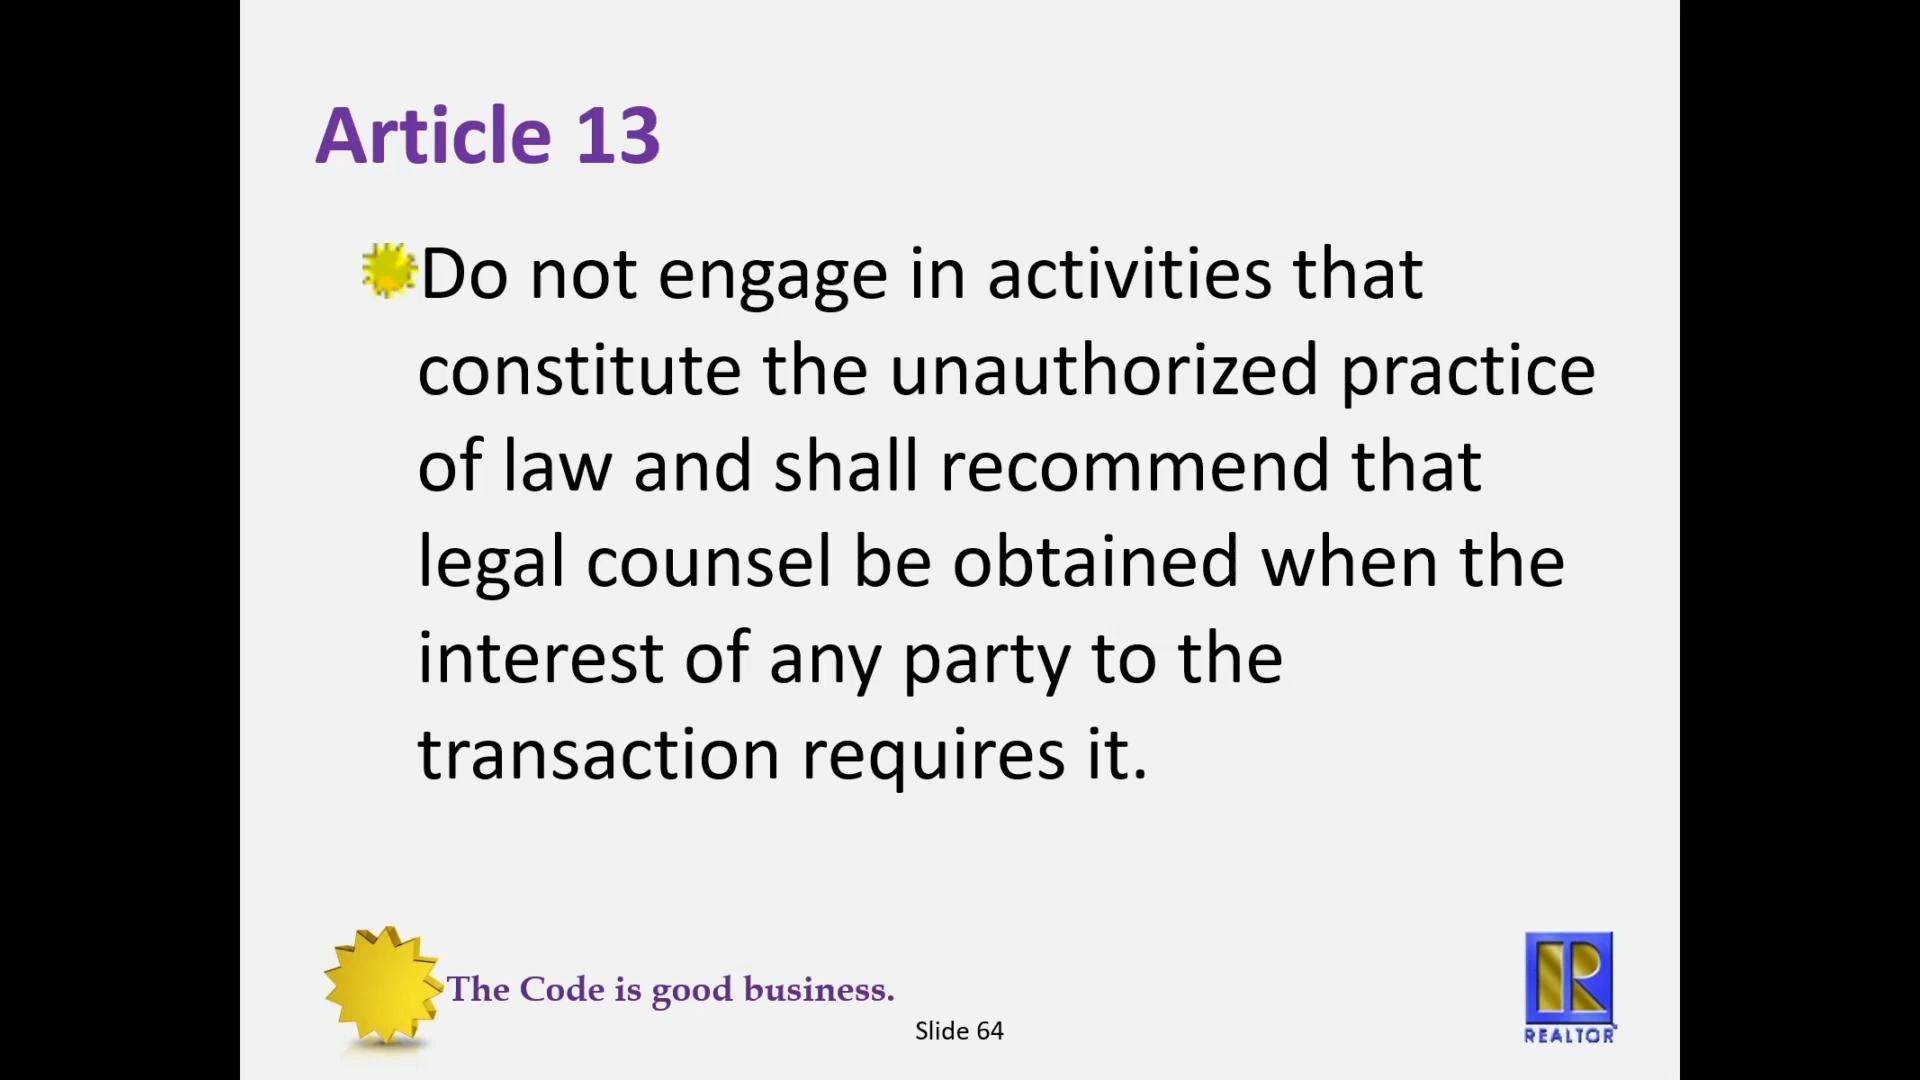 Article 13
Do not engage in activities that
constitute the unauthorized practice
of law and shall recommend that
legal counsel be obtained when the
interest of any party to the
transaction requires it.
The Code is good business.
Slide 64
R
REALTOR